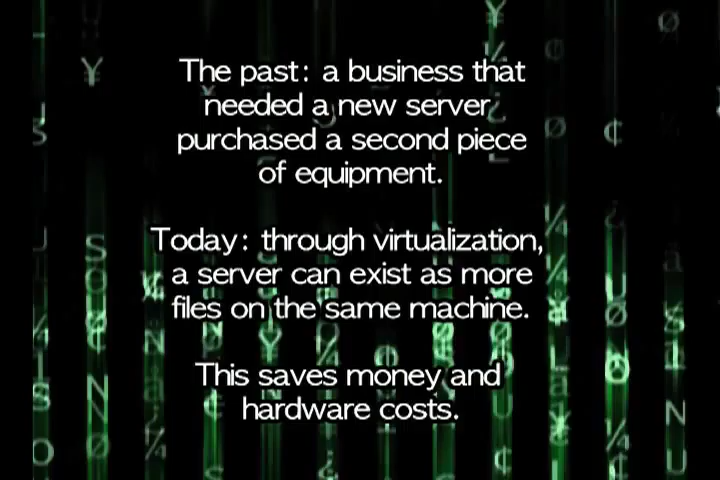 The past: a business that
needed a new server
purchased a second piece
of equipment.
Today: through virtualization,
a server can exist as more
files on the same machine.
This saves money and
hardware costs.